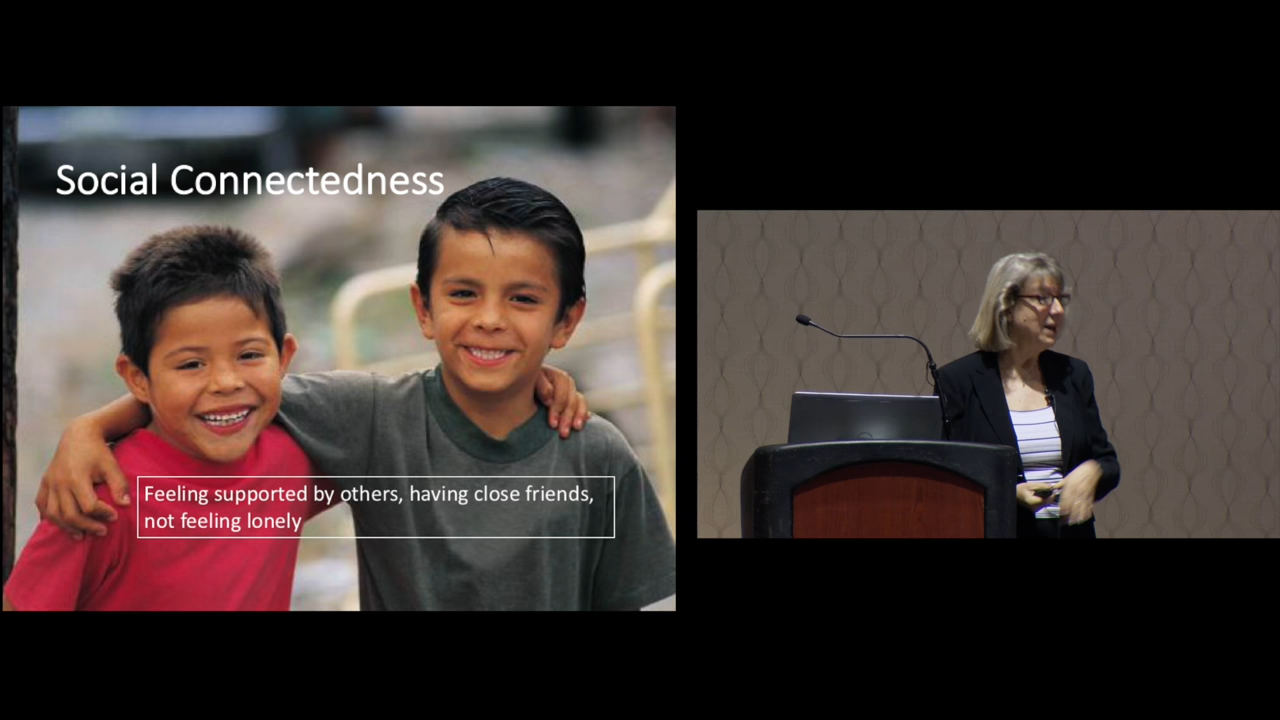 Social Connectedness
Feeling supported by others, having close friends,
not feeling lonely